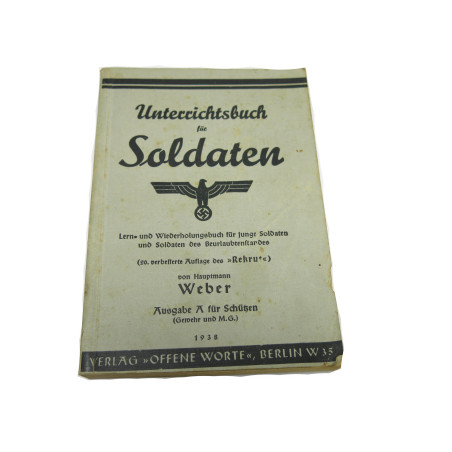 Unterrichtsbuch
für
Soldaten
Lern- und Wiederholungsbuch für junge Soldaten
und Soldaten des Beurlaubtenstandes
(20. verbesserte Auflage des »Rekrut«)
von Hauptmann
Weber
Ausgabe A für Schützen
(Gewehr und M.G.)
1938
VERLAG »OFFENE WORTE«, BERLIN W 35